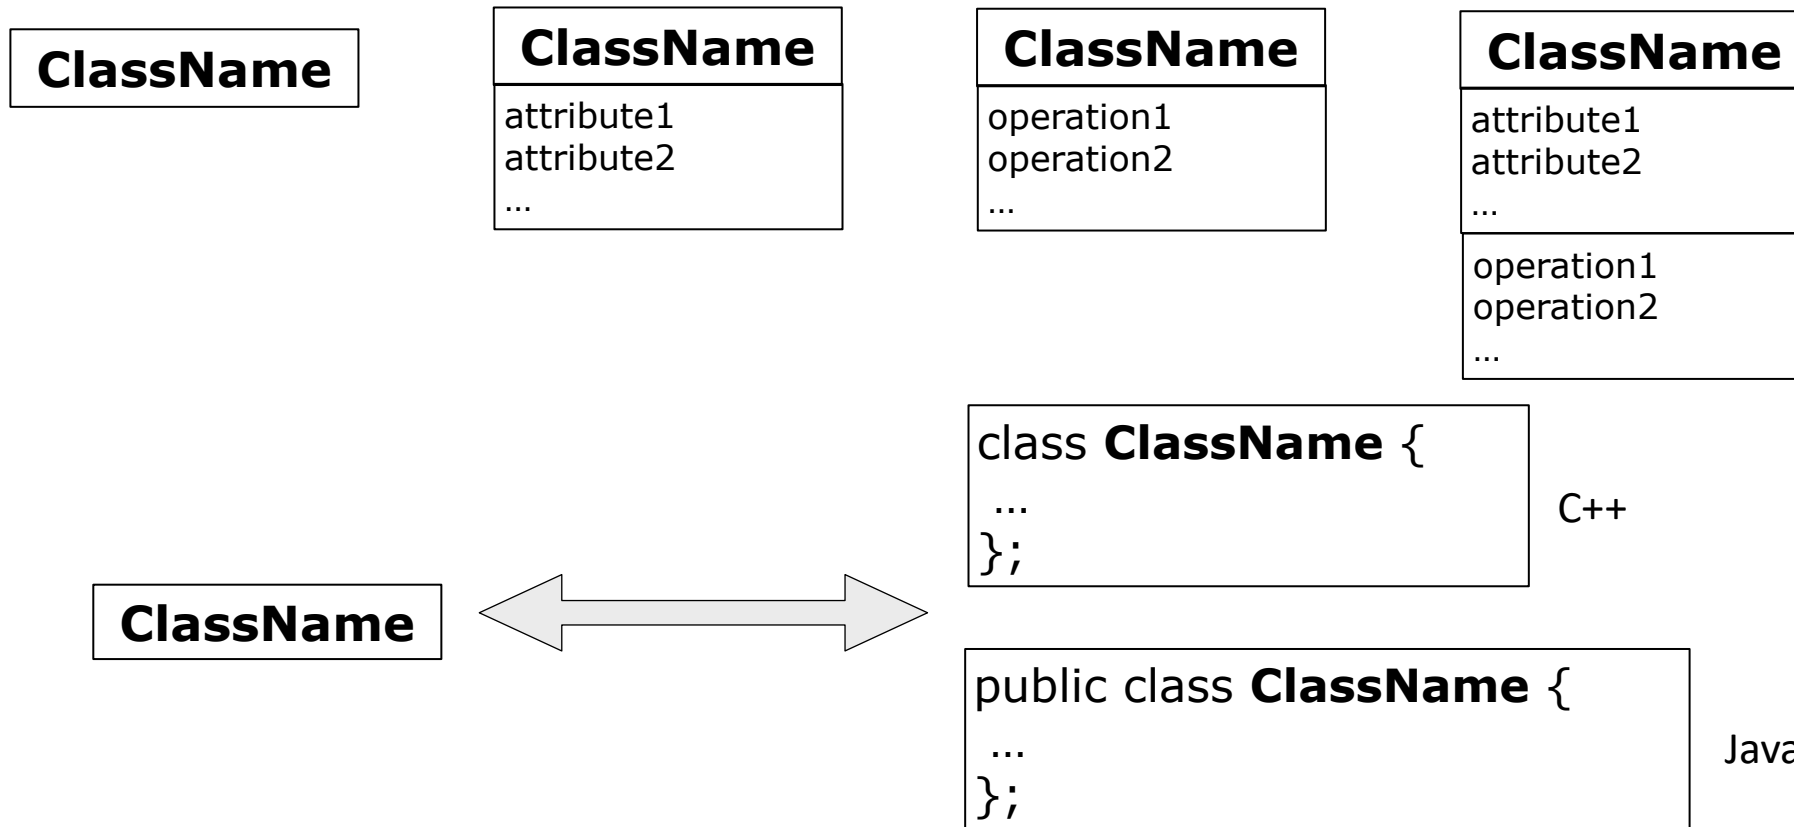 ClassName
ClassName
attribute1
attribute2
...
ClassName
operation1
operation2
...
ClassName
attribute1
attribute2
...
operation1
operation2
...
class ClassName {
...
};
C++
ClassName
public class ClassName {
...
};
Java